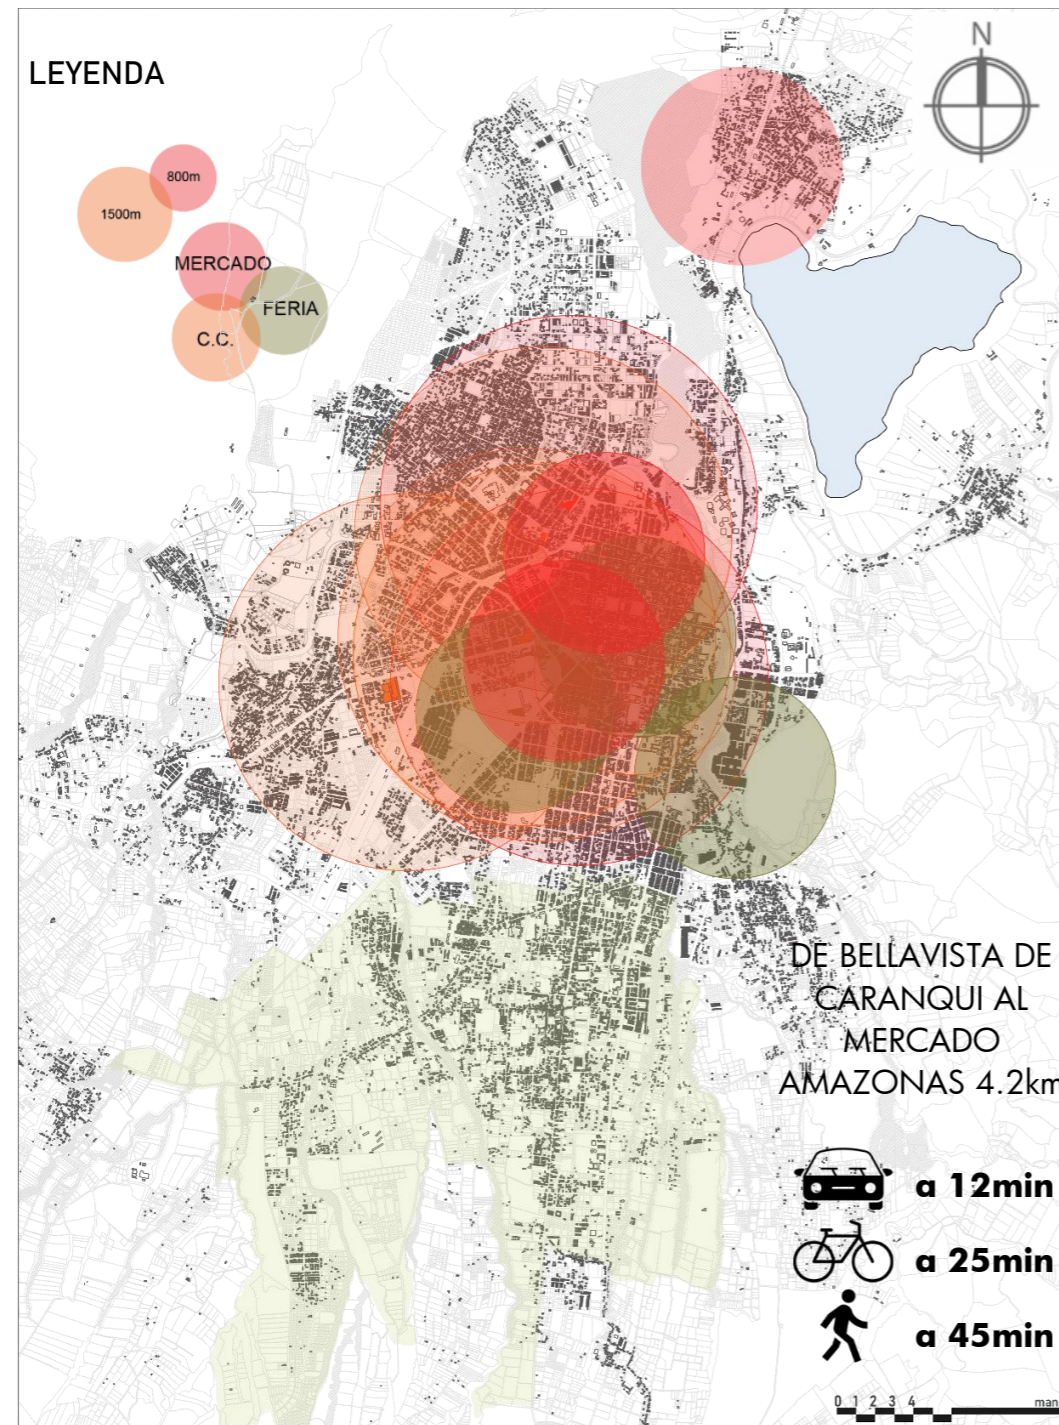 LEYENDA
N
800m
1500m
MERCADO
FERIA
C.C.
DE BELLAVISTA DE
CARANQUI AL
MERCADO
AMAZONAS 4.2km
a 12min
a 25min
a 45min
0 1 2 3 4 man